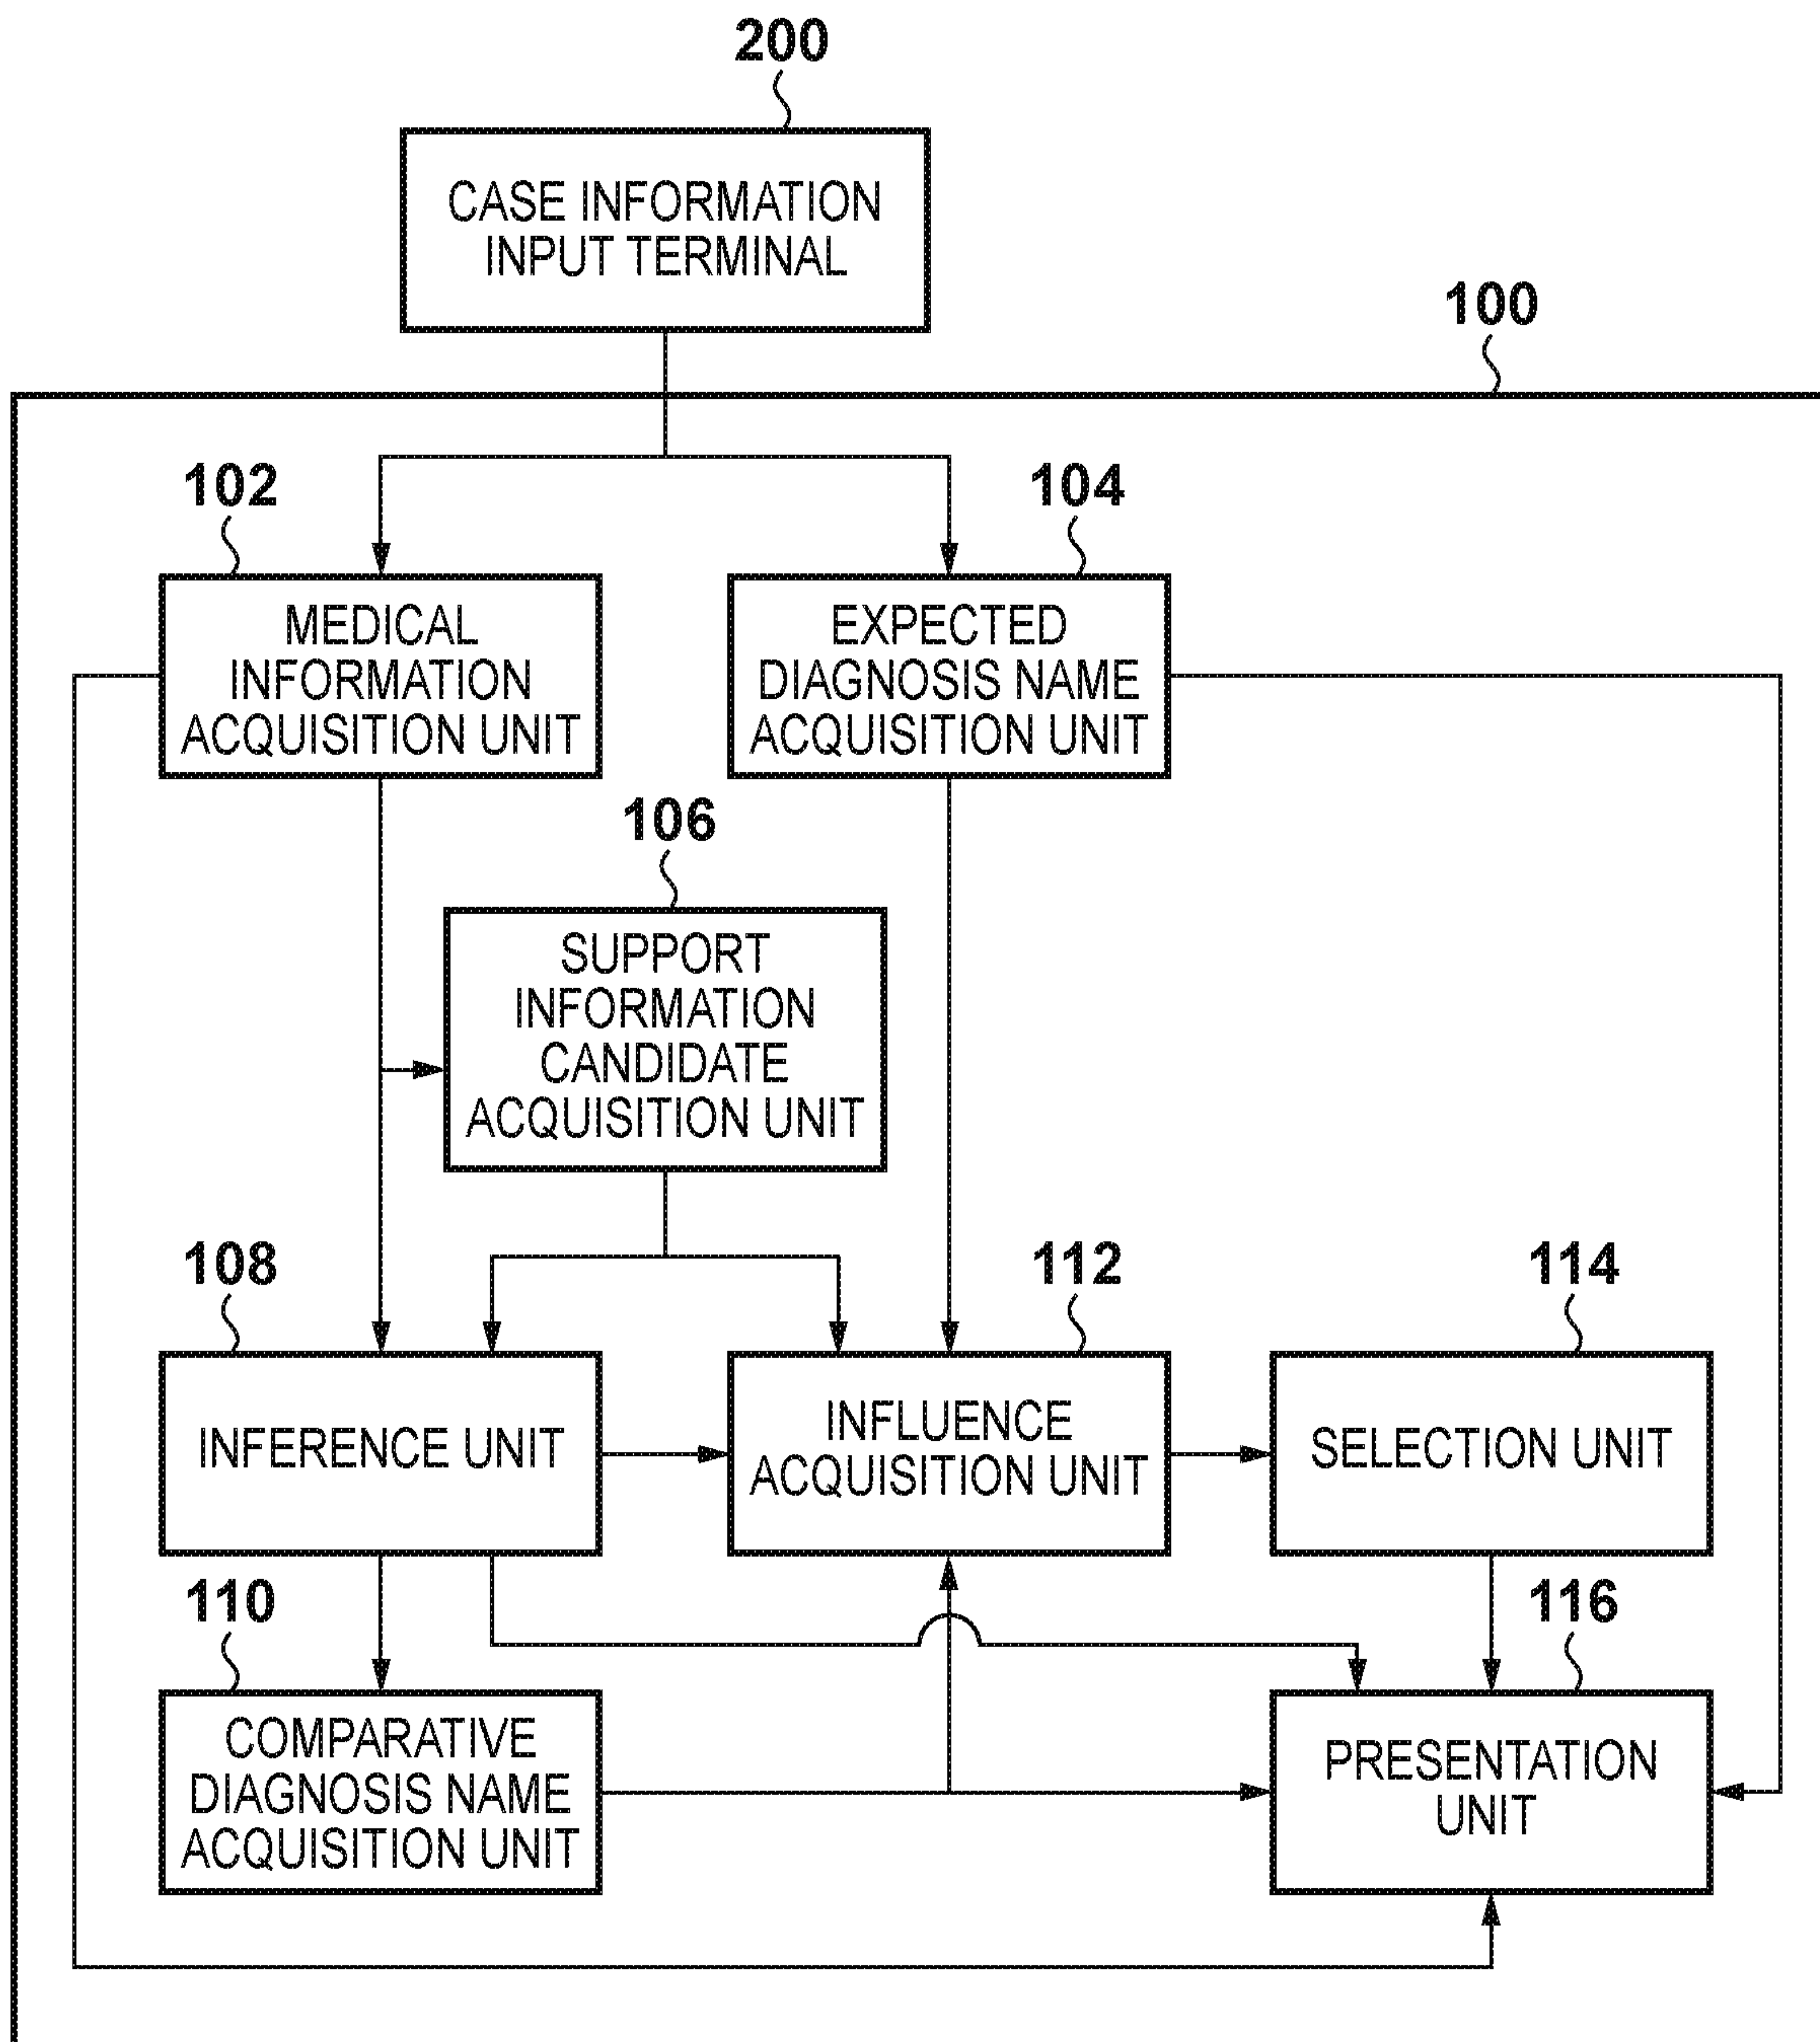 200
CASE INFORMATION
INPUT TERMINAL
100
102
104
MEDICAL
INFORMATION
ACQUISITION UNIT
EXPECTED
DIAGNOSIS NAME
ACQUISITION UNIT
106
SUPPORT
INFORMATION
CANDIDATE
ACQUISITION UNIT
108
112
114
INFERENCE UNIT
INFLUENCE
ACQUISITION UNIT
SELECTION UNIT
110
116
COMPARATIVE
DIAGNOSIS NAME
ACQUISITION UNIT
PRESENTATION
UNIT